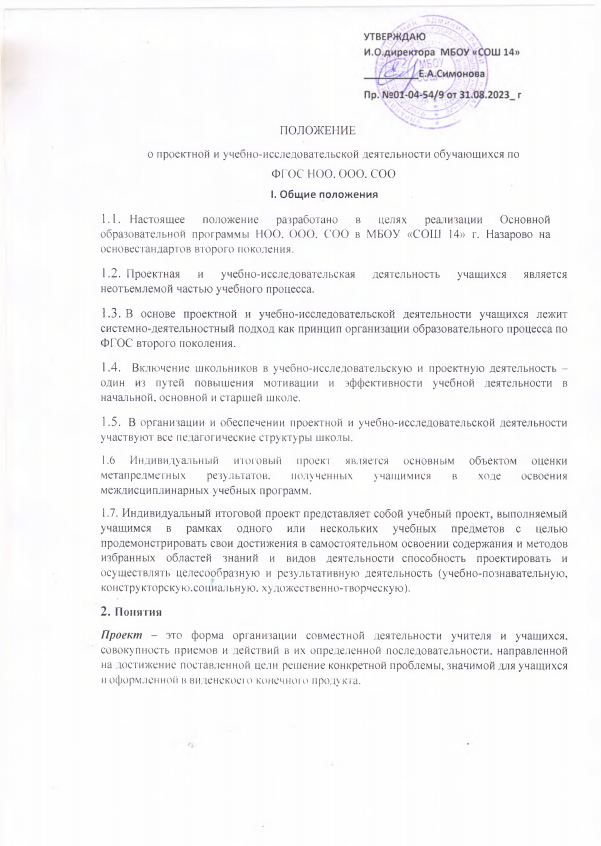 УТВЕРЖДАЮ
И.О.директора МБОУ «СОШ 14»
__________Е.А.Симонова
Пр. №01-04-54/9 от 31.08.2023_ г
МБОУ
СОШ
ПОЛОЖЕНИЕ
о проектной и учебно-исследовательской деятельности обучающихся по
ФГОС НОО, ООО, СОО
I. Общие положения
1.1. Настоящее положение разработано в целях реализации Основной
образовательной программы НОО, ООО, СОО в МБОУ «СОШ 14» г. Назарово на
основестандартов второго поколения.
1.2. Проектная и учебно-исследовательская деятельность учащихся является
неотъемлемой частью учебного процесса.
1.3. В основе проектной и учебно-исследовательской деятельности учащихся лежит
системно-деятельностный подход как принцип организации образовательного процесса по
ФГОС второго поколения.
1.4. Включение школьников в учебно-исследовательскую и проектную деятельность –
один из путей повышения мотивации и эффективности учебной деятельности в
начальной, основной и старшей школе.
1.5. В организации и обеспечении проектной и учебно-исследовательской деятельности
участвуют все педагогические структуры школы.
1.6 Индивидуальный итоговый проект является основным объектом оценки
метапредметных результатов, полученных учащимися в ходе освоения
междисциплинарных учебных программ.
1.7. Индивидуальный итоговой проект представляет собой учебный проект, выполняемый
учащимся в рамках одного или нескольких учебных предметов с целью
продемонстрировать свои достижения в самостоятельном освоении содержания и методов
избранных областей знаний и видов деятельности способность проектировать и
осуществлять целесообразную и результативную деятельность (учебно-познавательную,
конструкторскую,социальную, художественно-творческую).
2. Понятия
Проект – это форма организации совместной деятельности учителя и учащихся,
совокупность приемов и действий в их определенной последовательности, направленной
на достижение поставленной цели решение конкретной проблемы, значимой для учащихся
и оформленной в виденекоего конечного продукта.